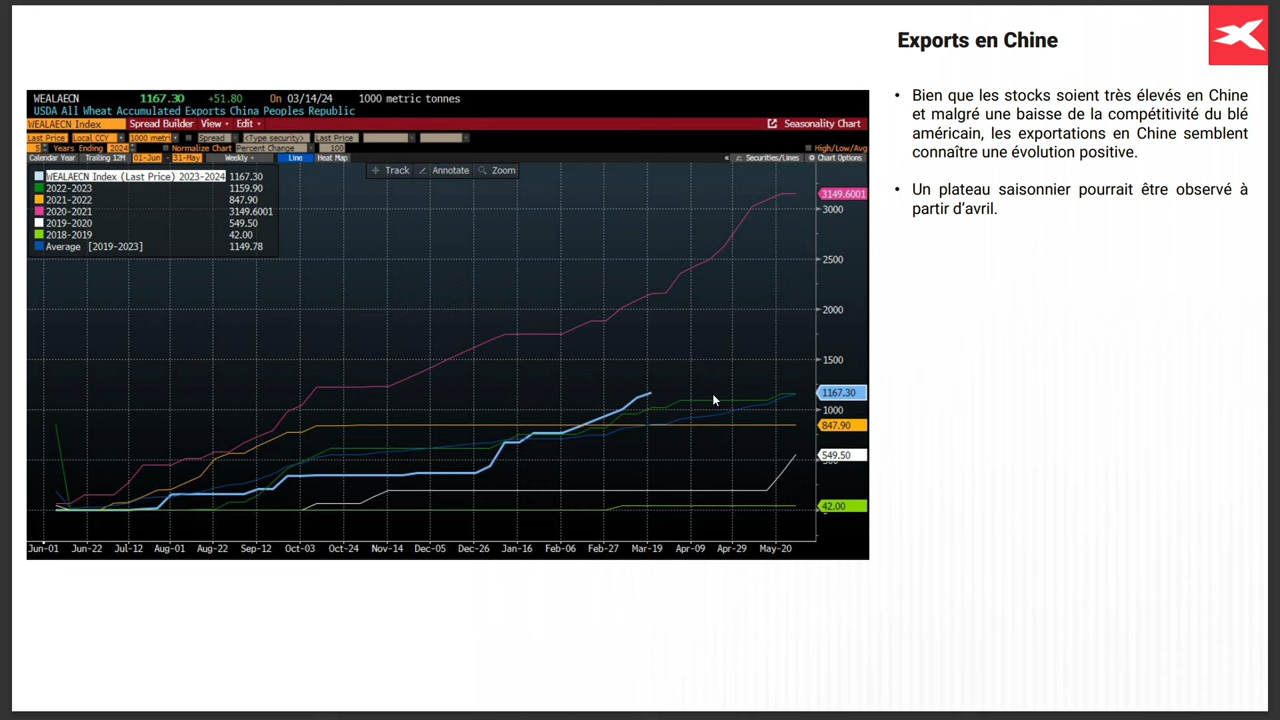 Exports en Chine
WEALAECN 1167.30 +51.80 On 03/14/24 1000 metric tonnes
USDA All Wheat Accumulated Exports China Peoples Republic
WEALAECN Index Spread Builder View Edit Seasonality Chart
Last Price Local CCY 1000 metri Spread <Type security> Last Price
5 Years Ending 2024 Normalize Chart Percent Change 100 High/Low/Avg
Calendar Year Trailing 12M 01-Jun - 31-May Weekly Line Heat Map « Securities/Lines Chart Options
Track Annotate Zoom
WEALAECN Index (Last Price) 2023-2024 1167.30
2022-2023 1159.90
2021-2022 847.90
2020-2021 3149.6001
2019-2020 549.50
2018-2019 42.00
Average [2019-2023] 1149.78
3149.6001
3000
2500
2000
1500
1167.30
1000
847.90
549.50
42.00
Jun-01 Jun-22 Jul-12 Aug-01 Aug-22 Sep-12 Oct-03 Oct-24 Nov-14 Dec-05 Dec-26 Jan-16 Feb-06 Feb-27 Mar-19 Apr-09 Apr-29 May-20
• Bien que les stocks soient très élevés en Chine
et malgré une baisse de la compétitivité du blé
américain, les exportations en Chine semblent
connaître une évolution positive.
• Un plateau saisonnier pourrait être observé à
partir d'avril.